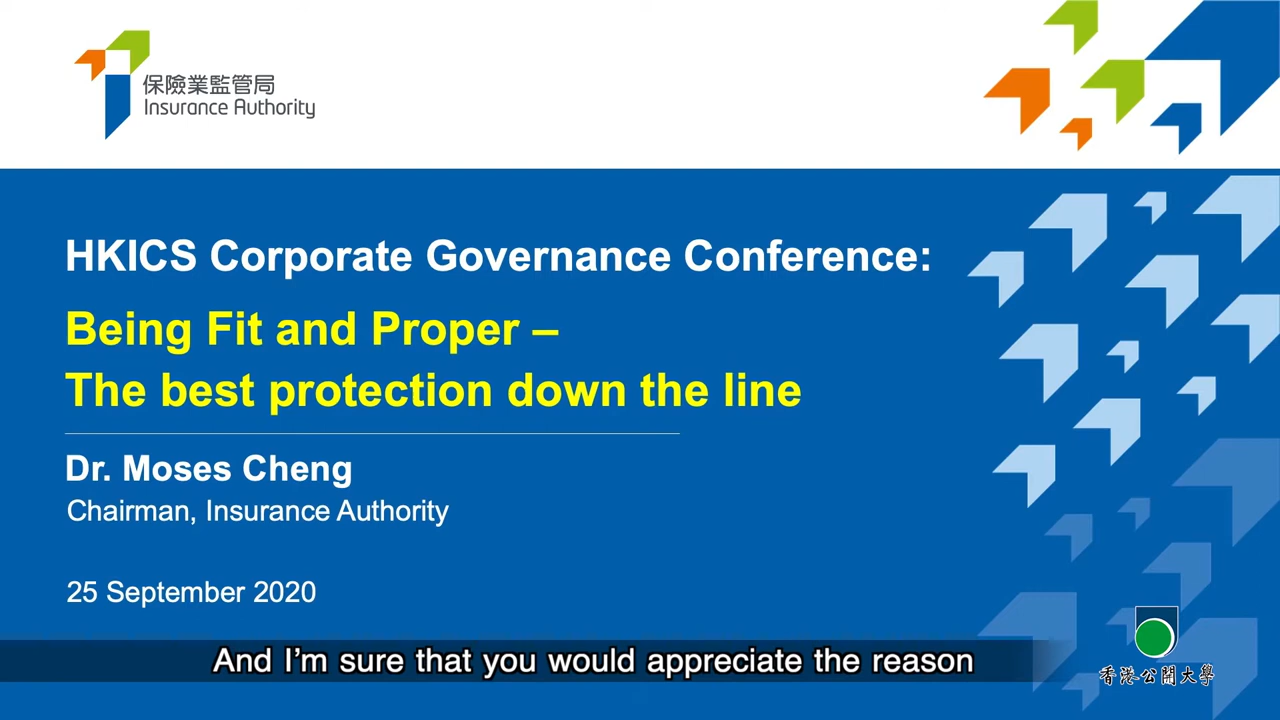 保險業監管局
Insurance Authority
HKICS Corporate Governance Conference:
Being Fit and Proper –
The best protection down the line
Dr. Moses Cheng
Chairman, Insurance Authority
25 September 2020
And I'm sure that you would appreciate the reason
香港公開大學